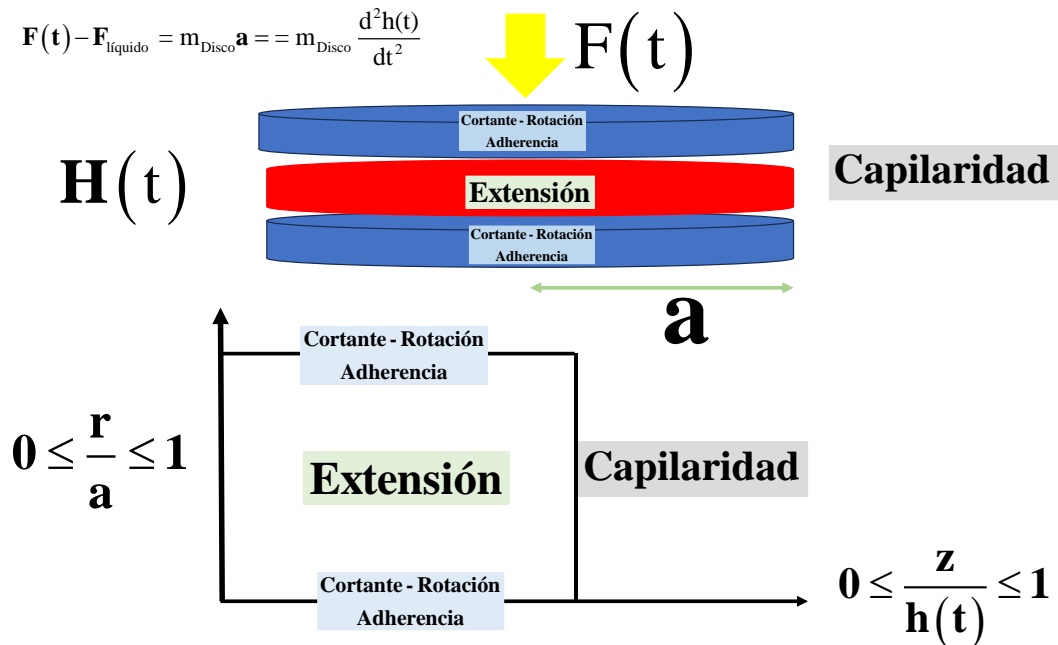 F(t) − F_líquido = m_Disco a = = m_Disco d²h(t)/dt²
F(t)
Cortante - Rotación
Adherencia
H(t)
Extensión
Capilaridad
Cortante - Rotación
Adherencia
a
Cortante - Rotación
Adherencia
0 ≤ r/a ≤ 1
Extensión
Capilaridad
Cortante - Rotación
Adherencia
0 ≤ z/h(t) ≤ 1